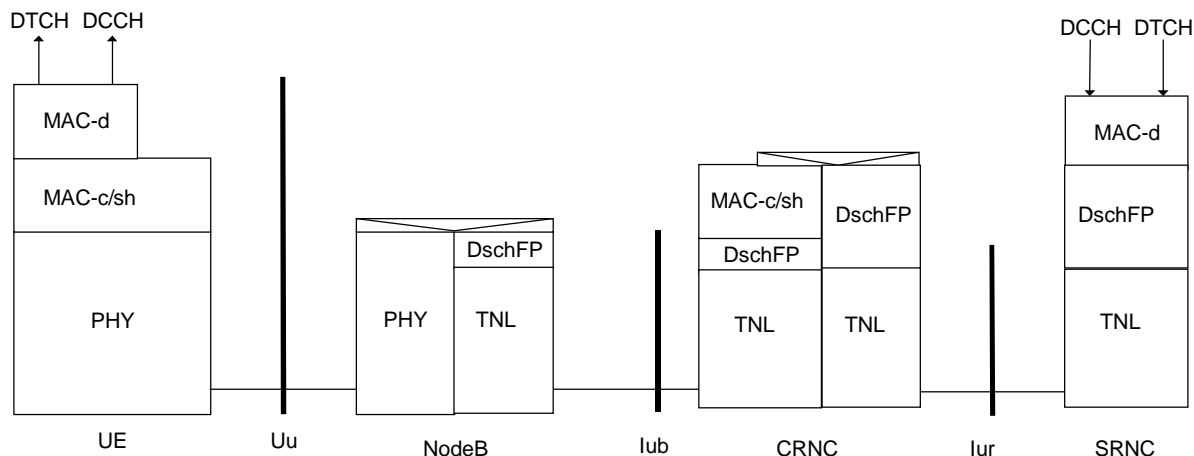 DTCH DCCH
DCCH DTCH
MAC-d
MAC-d
MAC-c/sh
MAC-c/sh
DschFP
DschFP
DschFP
DschFP
PHY
PHY
TNL
TNL
TNL
TNL
UE
Uu
NodeB
Iub
CRNC
Iur
SRNC